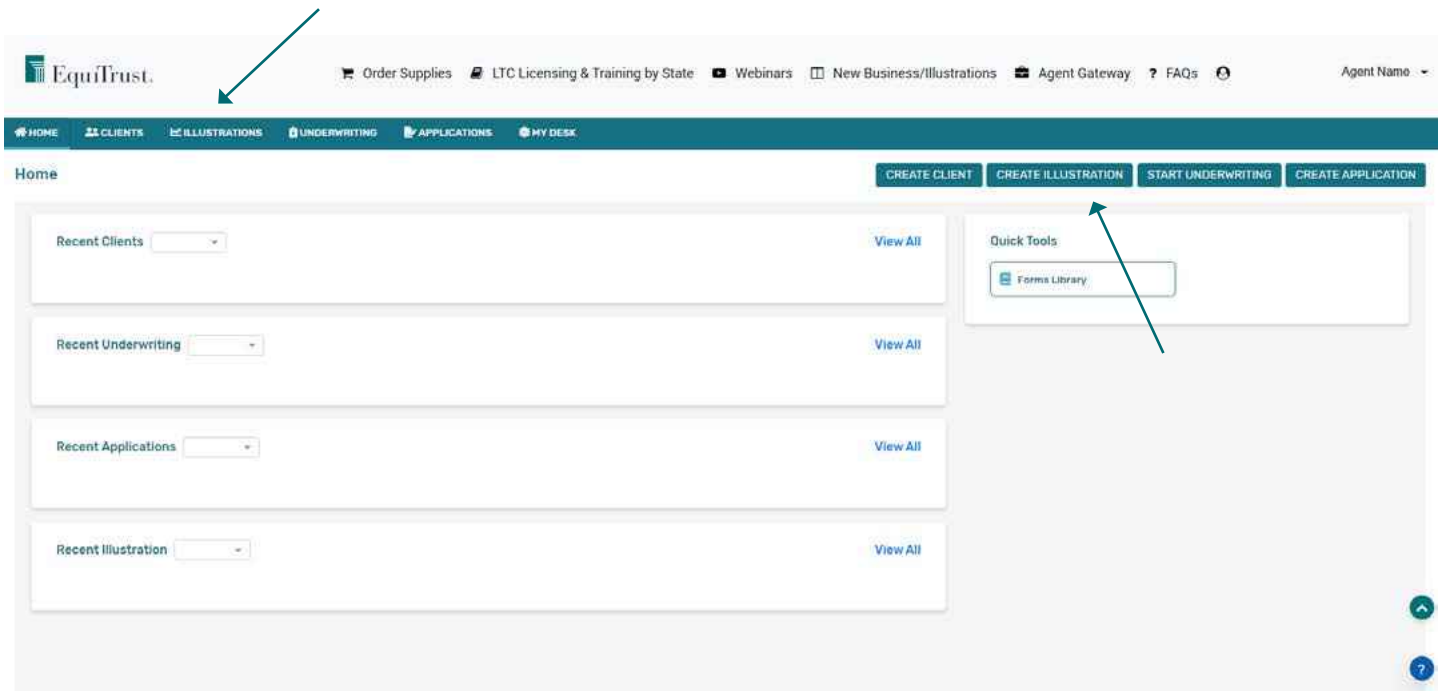 EquiTrust.
Order Supplies LTC Licensing & Training by State Webinars New Business/Illustrations Agent Gateway ? FAQs Agent Name
HOME CLIENTS ILLUSTRATIONS UNDERWRITING APPLICATIONS MY DESK
Home CREATE CLIENT CREATE ILLUSTRATION START UNDERWRITING CREATE APPLICATION
Recent Clients View All
Quick Tools
Forms Library
Recent Underwriting View All
Recent Applications View All
Recent Illustration View All
?